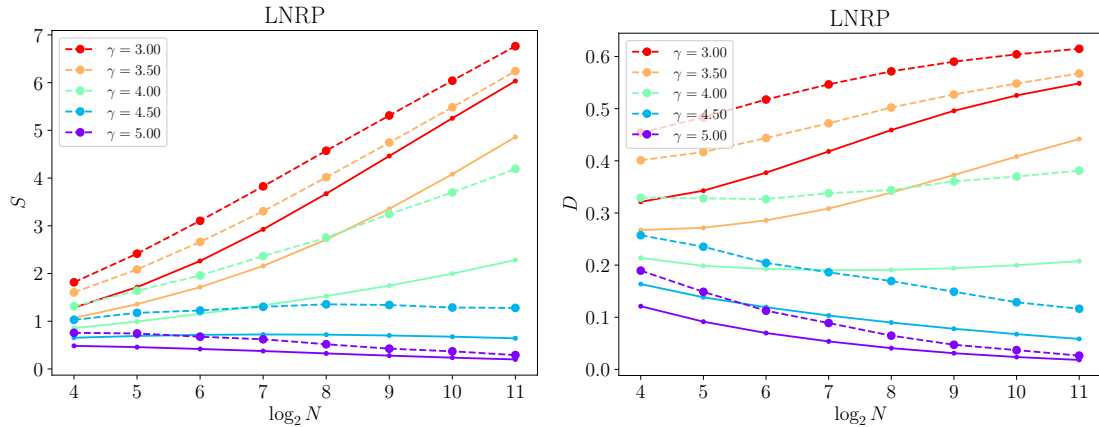 LNRP
S
7
6
5
4
3
2
1
0
γ = 3.00
γ = 3.50
γ = 4.00
γ = 4.50
γ = 5.00
4 5 6 7 8 9 10 11
log₂ N
LNRP
D
0.6
0.5
0.4
0.3
0.2
0.1
0.0
γ = 3.00
γ = 3.50
γ = 4.00
γ = 4.50
γ = 5.00
4 5 6 7 8 9 10 11
log₂ N